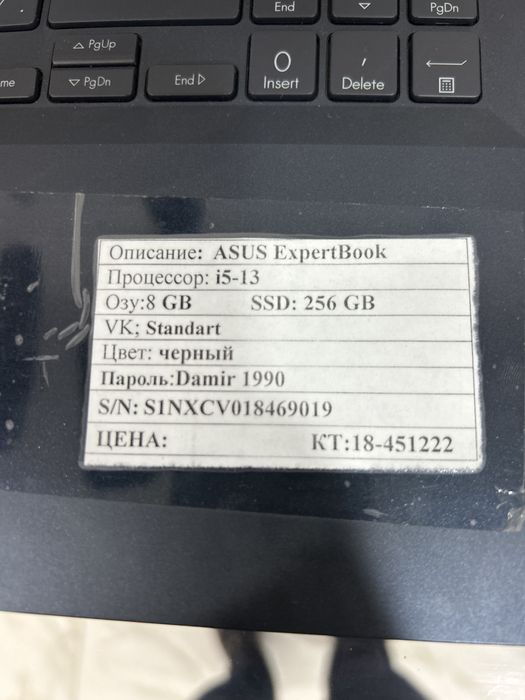 End
PgDn
PgUp
PgDn
End
0
Insert
,
Delete
Описание: ASUS ExpertBook
Процессор: i5-13
Озу:8 GB SSD: 256 GB
VK; Standart
Цвет: черный
Пароль:Damir 1990
S/N: S1NXCV018469019
ЦЕНА: КТ:18-451222